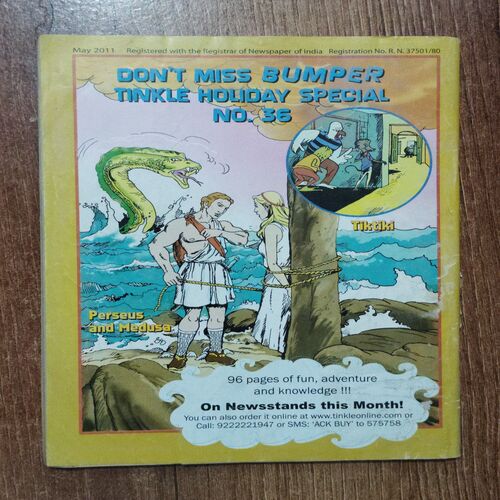 May 2011 Registered with the Registrar of Newspaper of India Registration No. R. N. 37501/80
DON'T MISS BUMPER
TINKLE HOLIDAY SPECIAL
NO. 36
Tiktiki
Perseus
and Medusa
96 pages of fun, adventure
and knowledge !!!
On Newsstands this Month!
You can also order it online at www.tinkleonline.com or
Call: 9222221947 or SMS: 'ACK BUY' to 575758